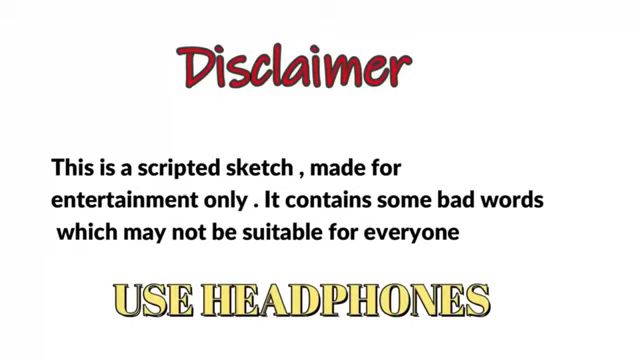 Disclaimer
This is a scripted sketch , made for
entertainment only . It contains some bad words
which may not be suitable for everyone
USE HEADPHONES